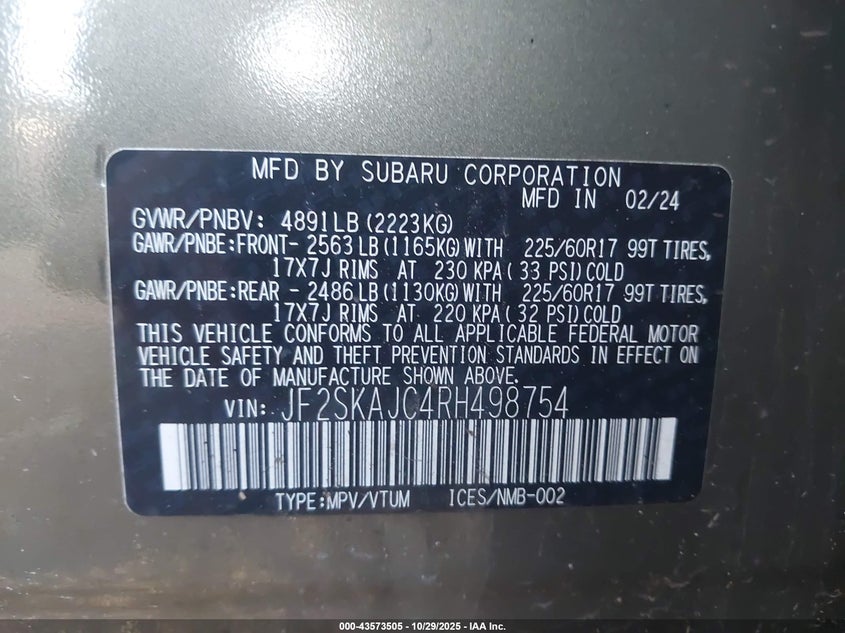 MFD BY SUBARU CORPORATION
MFD IN 02/24
GVWR/PNBV: 4891LB (2223KG)
GAWR/PNBE:FRONT- 2563LB (1165KG) WITH 225/60R17 99T TIRES,
17X7J RIMS AT 230 KPA ( 33 PSI) COLD
GAWR/PNBE:REAR - 2486LB (1130KG) WITH 225/60R17 99T TIRES,
17X7J RIMS AT 220 KPA ( 32 PSI) COLD
THIS VEHICLE CONFORMS TO ALL APPLICABLE FEDERAL MOTOR
VEHICLE SAFETY AND THEFT PREVENTION STANDARDS IN EFFECT ON
THE DATE OF MANUFACTURE SHOWN ABOVE.
VIN: JF2SKAJC4RH498754
TYPE:MPV/VTUM ICES/NMB-002
000-43573505 - 10/29/2025 - IAA Inc.